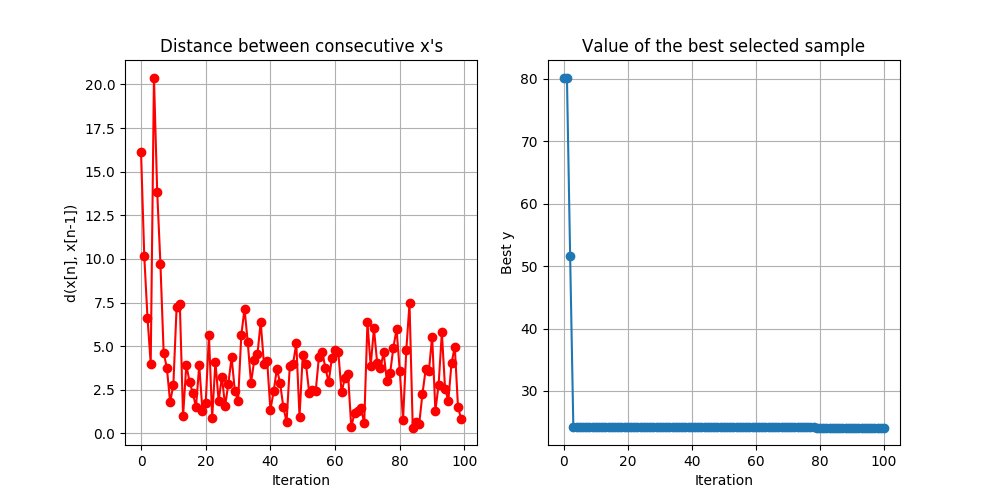 Distance between consecutive x's
20.0
17.5
15.0
12.5
10.0
7.5
5.0
2.5
0.0
d(x[n], x[n-1])
0 20 40 60 80 100
Iteration
Value of the best selected sample
80
70
60
50
40
30
Best y
0 20 40 60 80 100
Iteration